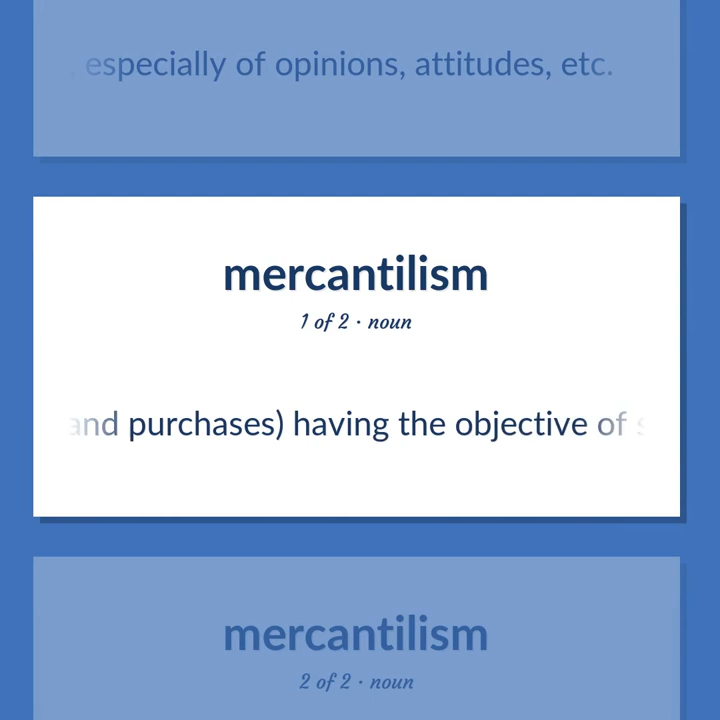 , especially of opinions, attitudes, etc.
mercantilism
1 of 2 · noun
and purchases) having the objective of
mercantilism
2 of 2 · noun